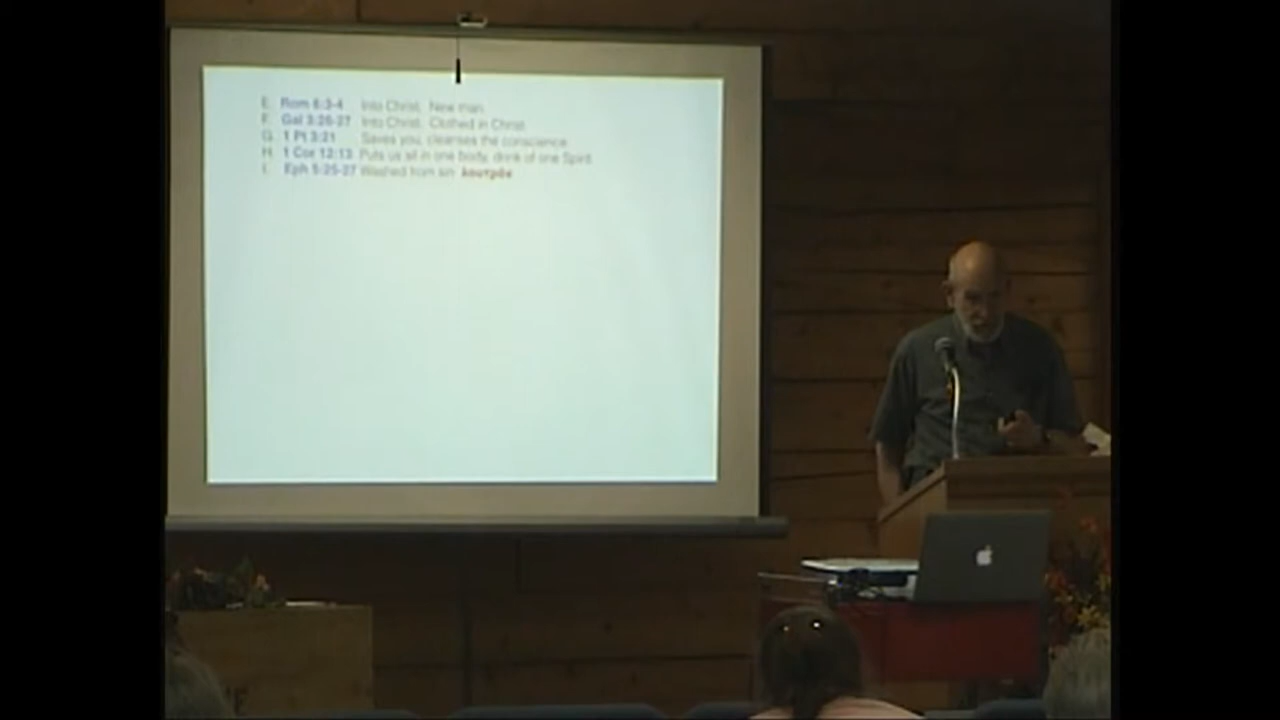 E. Rom 6:3-4 Into Christ. New man.
F. Gal 3:26-27 Into Christ. Clothed in Christ.
G. 1 Pt 3:21 Saves you, cleanses the conscience.
H. 1 Cor 12:13 Puts us all in one body, drink of one Spirit.
I. Eph 5:25-27 Washed from sin λουτρόν